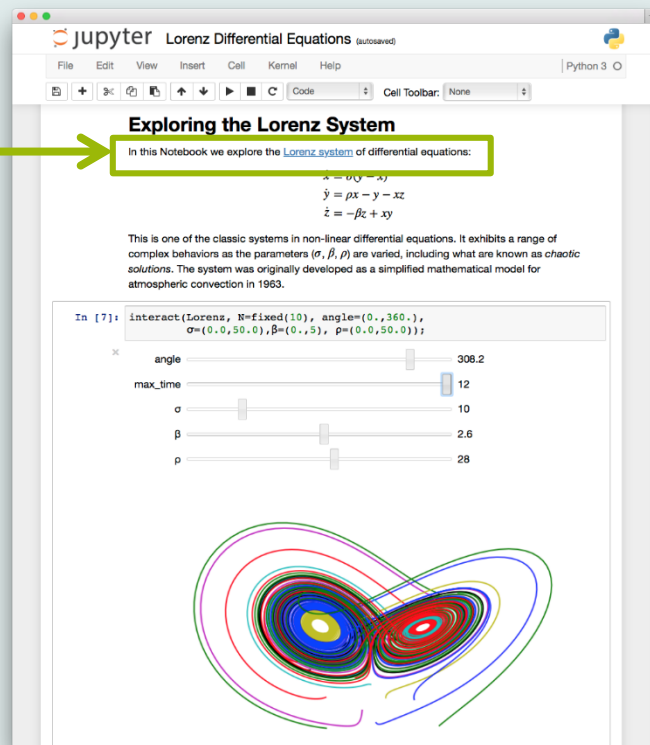 jupyter Lorenz Differential Equations (autosaved)
File Edit View Insert Cell Kernel Help Python 3
Code Cell Toolbar: None
Exploring the Lorenz System
In this Notebook we explore the Lorenz system of differential equations:
ẋ = σ(y − x)
ẏ = ρx − y − xz
ż = −βz + xy
This is one of the classic systems in non-linear differential equations. It exhibits a range of
complex behaviors as the parameters (σ, β, ρ) are varied, including what are known as chaotic
solutions. The system was originally developed as a simplified mathematical model for
atmospheric convection in 1963.
In [7]: interact(Lorenz, N=fixed(10), angle=(0.,360.),
σ=(0.0,50.0),β=(0.,5), ρ=(0.0,50.0));
angle 308.2
max_time 12
σ 10
β 2.6
ρ 28